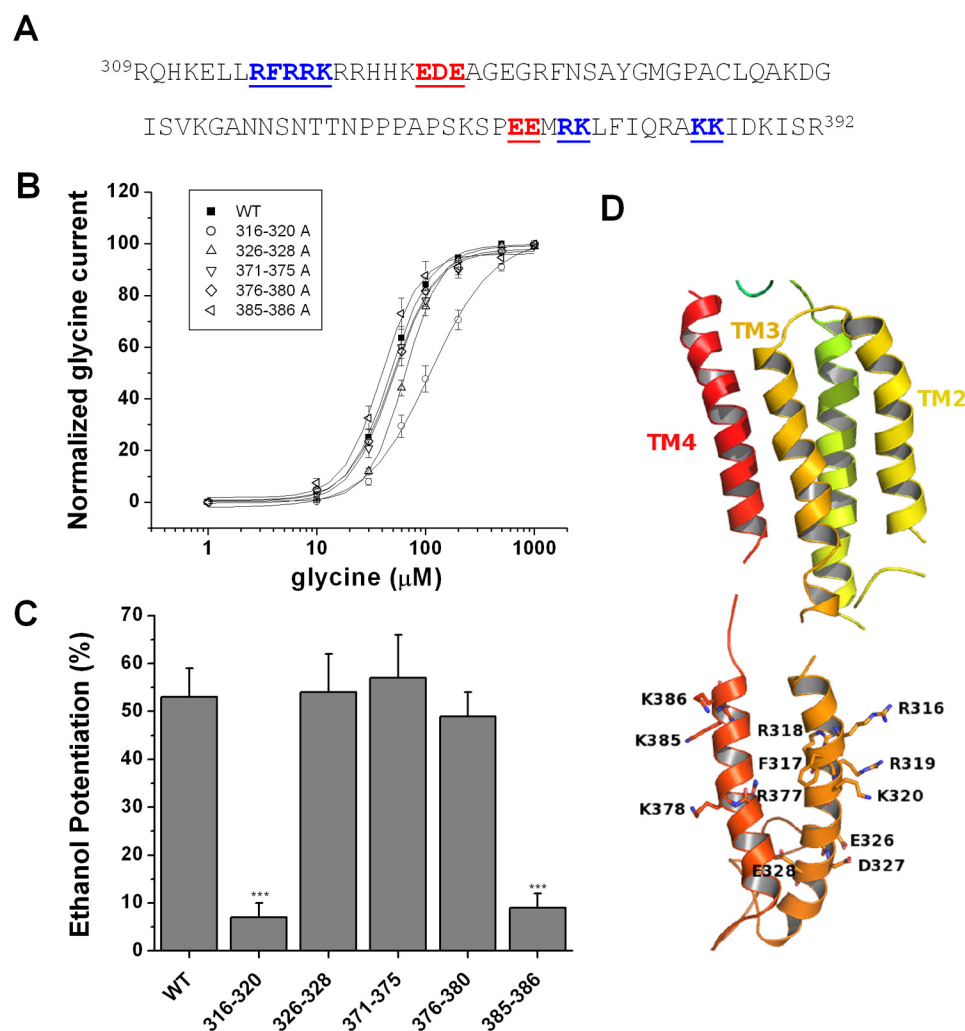 A
309RQHKELLRFRRKRRHHKEDEAGEGRFNSAYGMGPACLQAKDG
ISVKGANNSNTTNPPPAPSKSPEEMRKLFIQRAKKIDKISR392
B
Normalized glycine current
120
100
80
60
40
20
0
WT
316-320 A
326-328 A
371-375 A
376-380 A
385-386 A
1
10
100
1000
glycine (μM)
C
Ethanol Potentiation (%)
70
60
50
40
30
20
10
0
***
***
WT
316-320
326-328
371-375
376-380
385-386
D
TM3
TM2
TM4
K386
R316
R318
K385
F317
R319
K378
R377
K320
E326
E328
D327